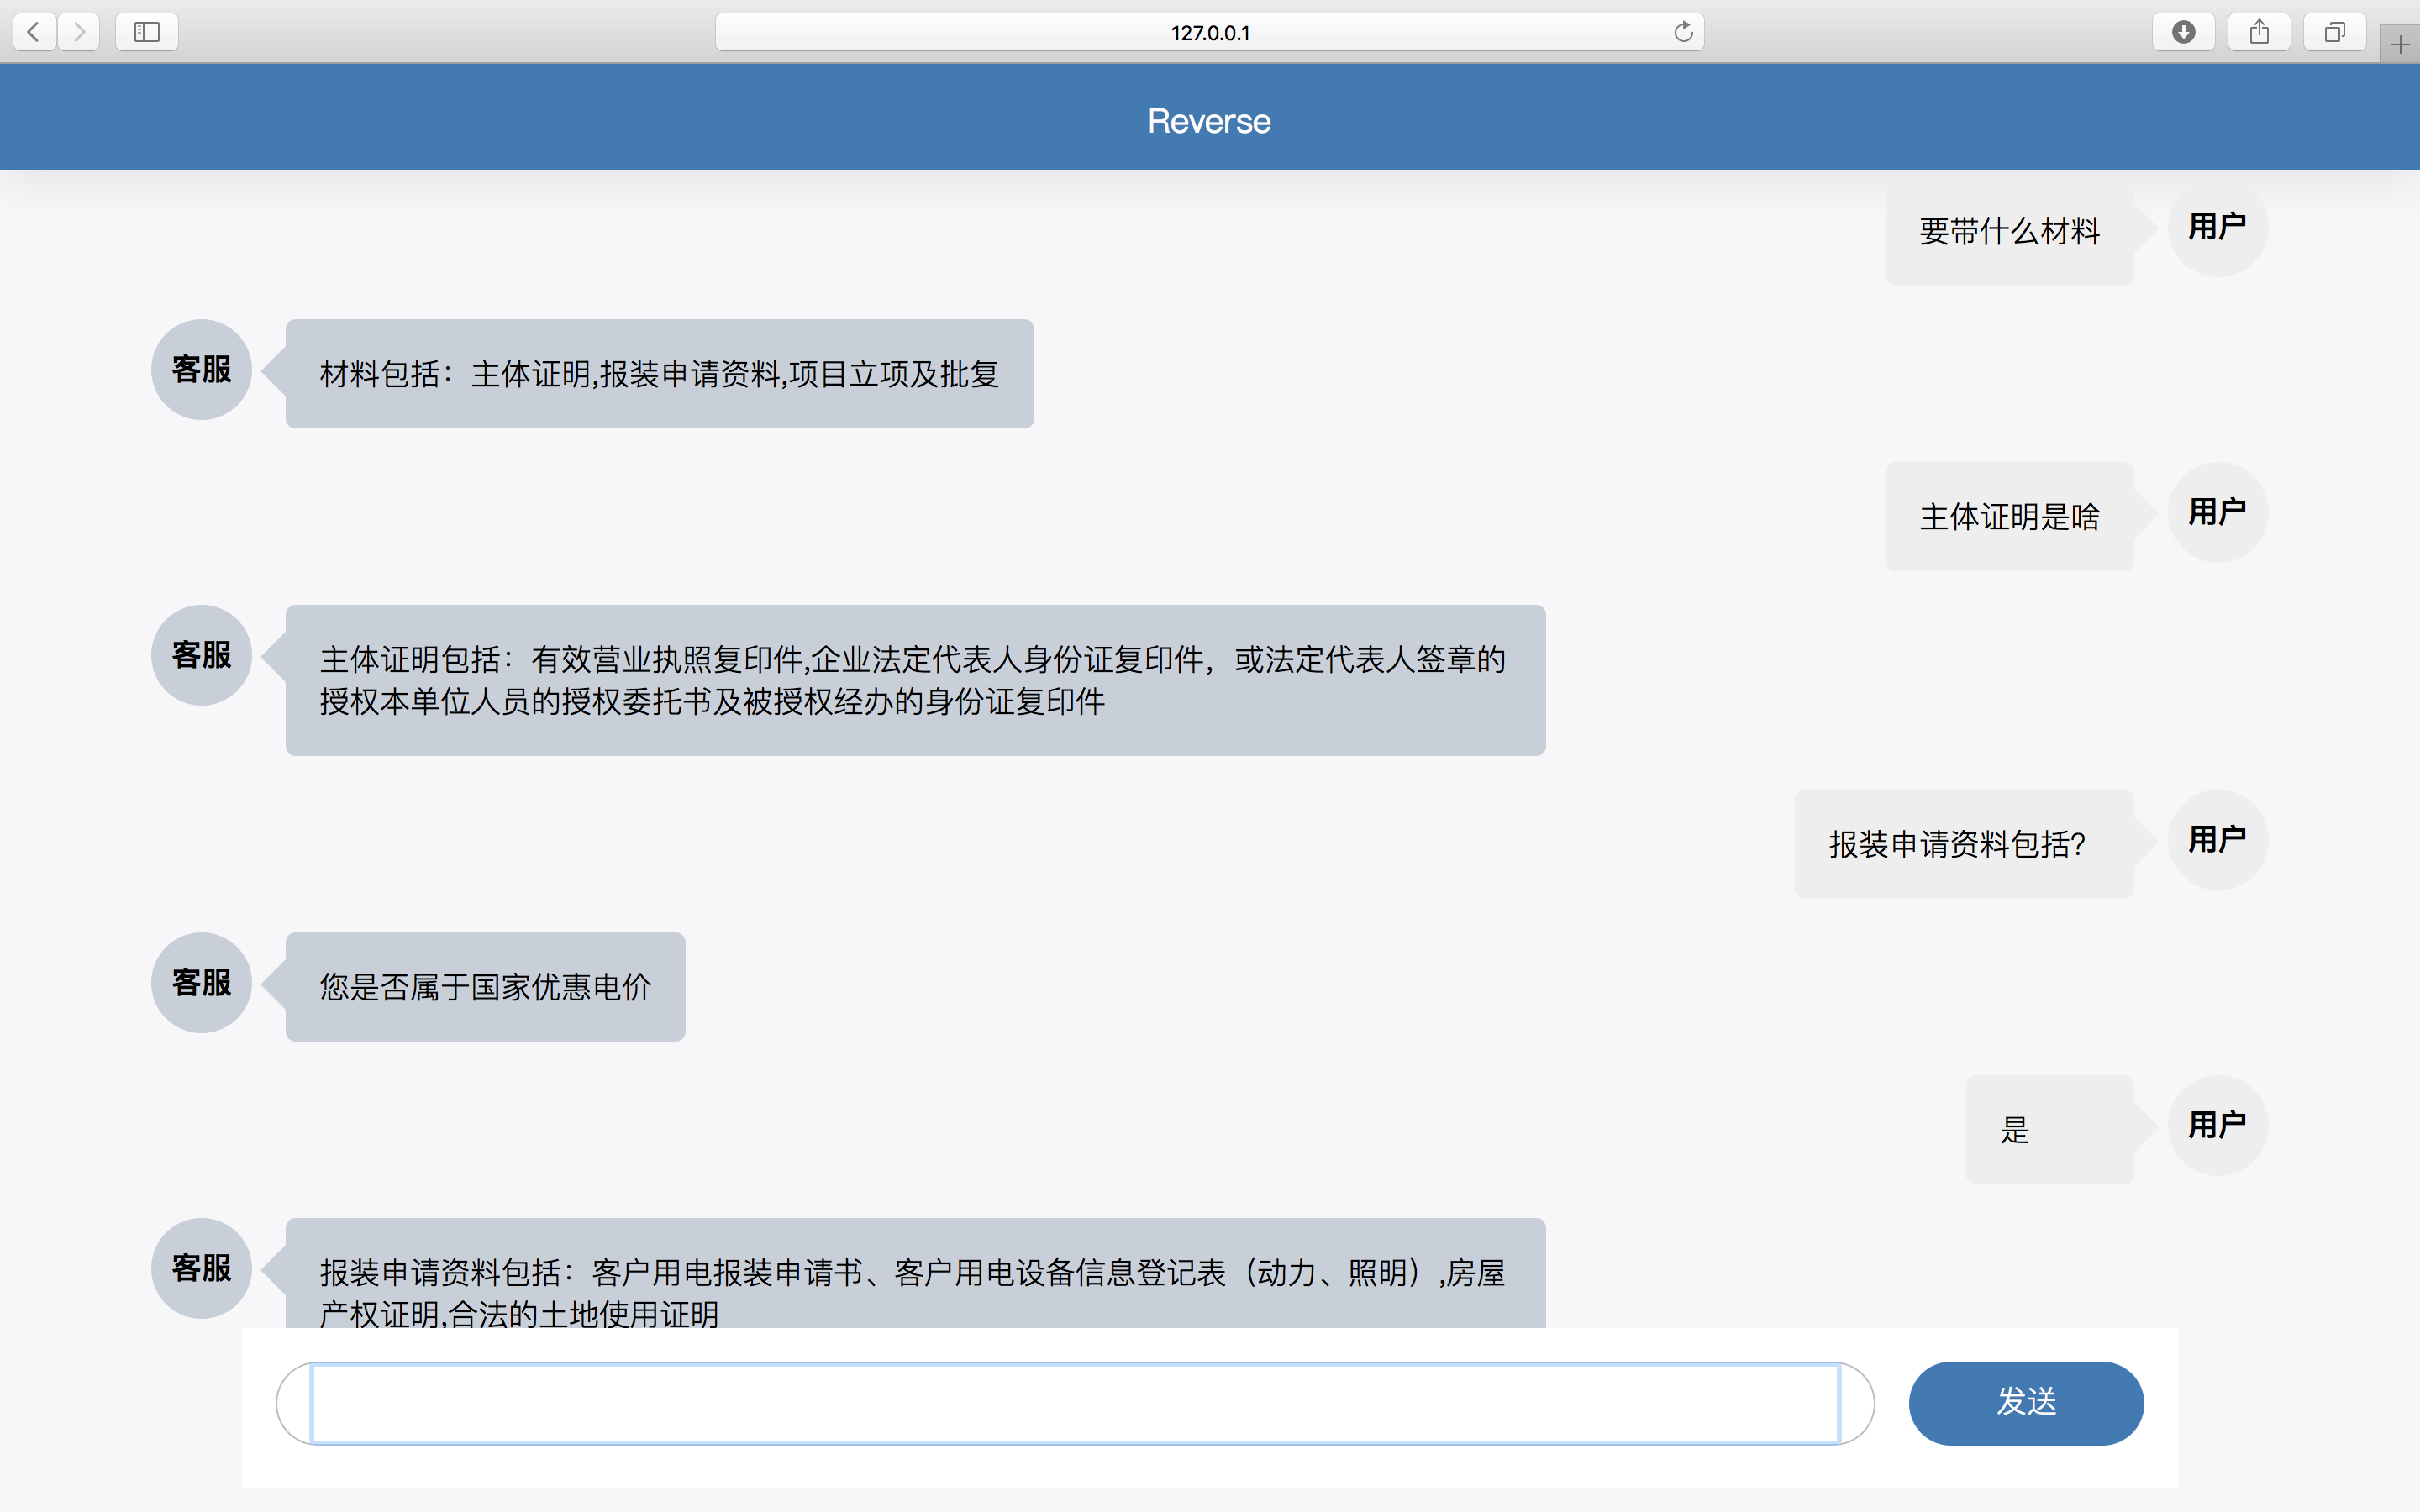 127.0.0.1
Reverse
要带什么材料
用户
客服
材料包括：主体证明,报装申请资料,项目立项及批复
主体证明是啥
用户
客服
主体证明包括：有效营业执照复印件,企业法定代表人身份证复印件，或法定代表人签章的
授权本单位人员的授权委托书及被授权经办的身份证复印件
报装申请资料包括?
用户
客服
您是否属于国家优惠电价
是
用户
客服
报装申请资料包括：客户用电报装申请书、客户用电设备信息登记表（动力、照明）,房屋
产权证明,合法的土地使用证明
发送